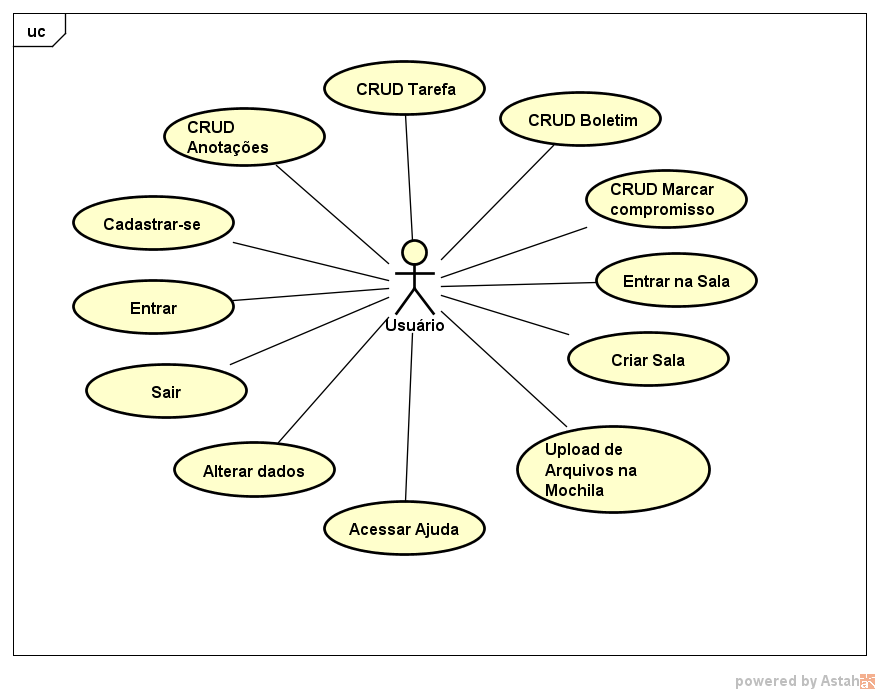 uc
CRUD Tarefa
CRUD Boletim
CRUD
Anotações
CRUD Marcar
compromisso
Cadastrar-se
Entrar na Sala
Entrar
Usuário
Criar Sala
Sair
Upload de
Arquivos na
Mochila
Alterar dados
Acessar Ajuda
powered by Astah